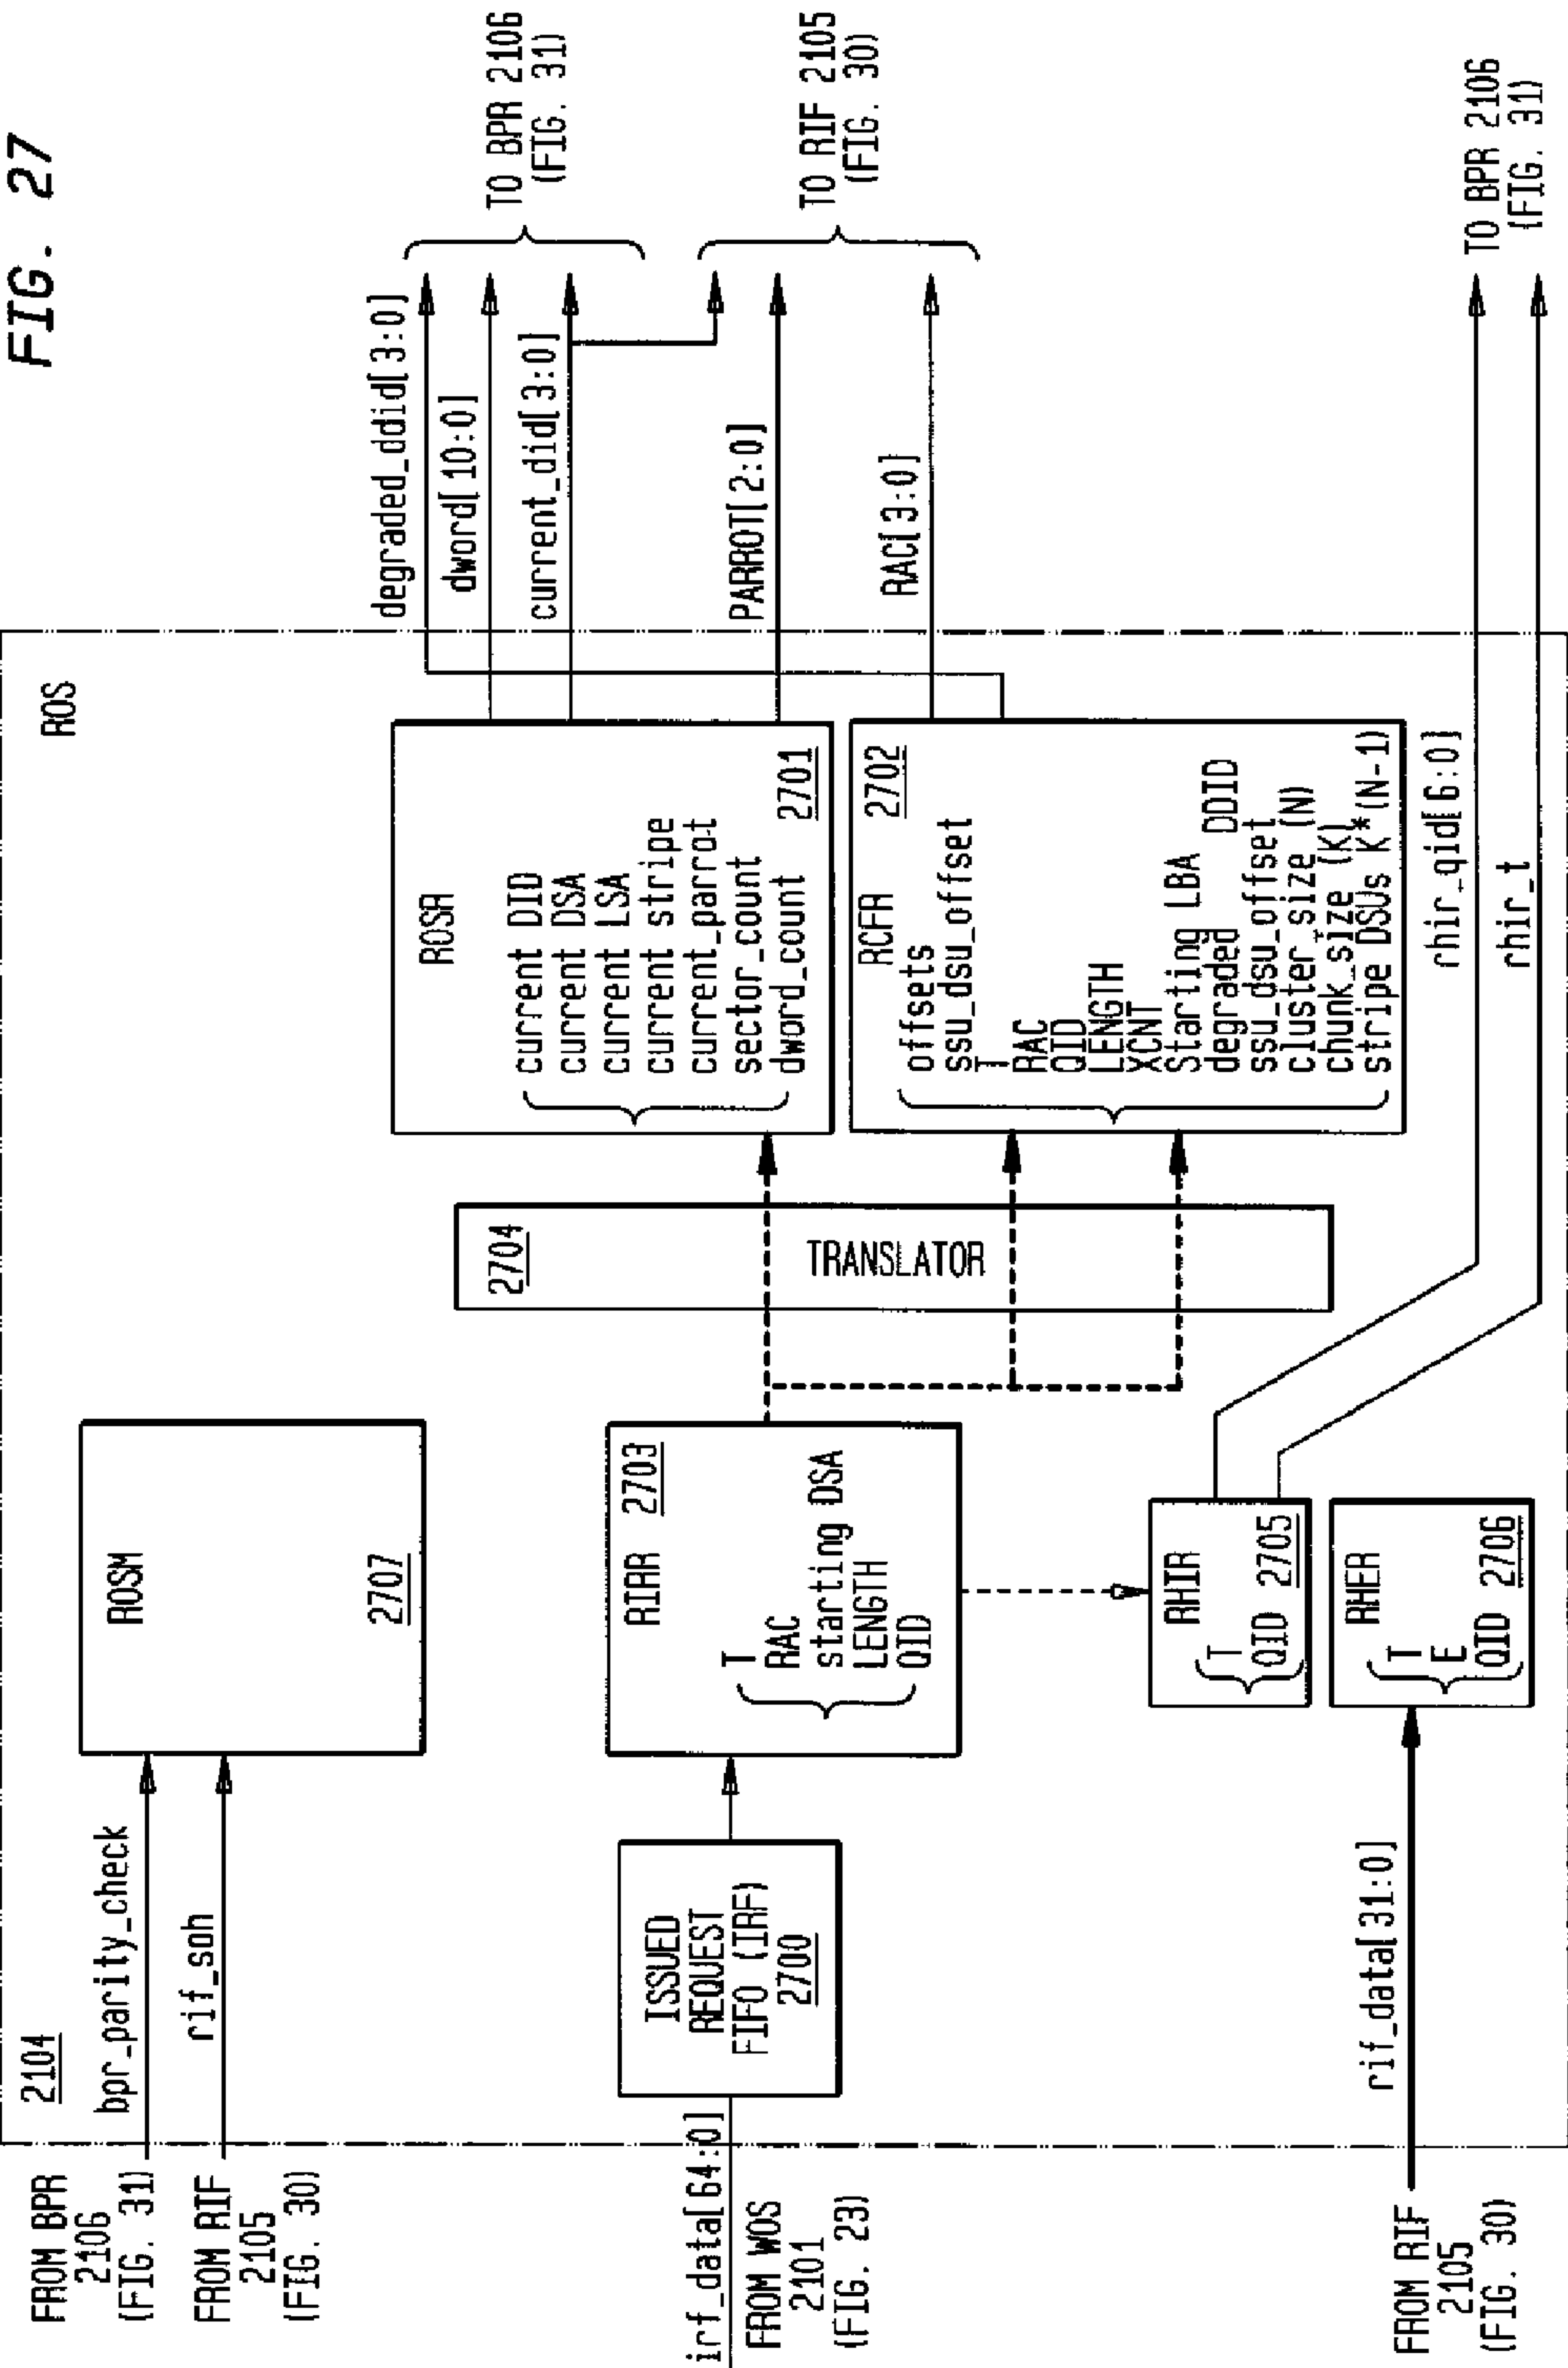 FIG. 27
2104
ROS
FROM BPR
2106
(FIG. 31)
bpr_parity_check
FROM RIF
2105
(FIG. 30)
rif_soh
ROSM
2707
irf_data[64:0]
FROM WOS
2101
(FIG. 23)
ISSUED
REQUEST
FIFO (IRF)
2700
RIRR 2703
T
RAC
starting DSA
LENGTH
QID
2704
TRANSLATOR
ROSR
current DID
current DSA
current LSA
current stripe
current_parrot
sector_count
dword_count
2701
RCFR 2702
offsets
ssu_dsu_offset
T
RAC
QID
LENGTH
XCNT
Starting LBA
degraded DDID
ssu_dsu_offset
cluster_size (N)
chunk_size (K)
stripe DSUs K*(N-1)
degraded_ddid[3:0]
dword[10:0]
current_did[3:0]
TO BPR 2106
(FIG. 31)
PARROT[2:0]
RAC[3:0]
TO RIF 2105
(FIG. 30)
RHIR
T
QID 2705
RHER
T
E
QID 2706
rhir_qid[6:0]
rhir_t
TO BPR 2106
(FIG. 31)
FROM RIF
2105
(FIG. 30)
rif_data[31:0]